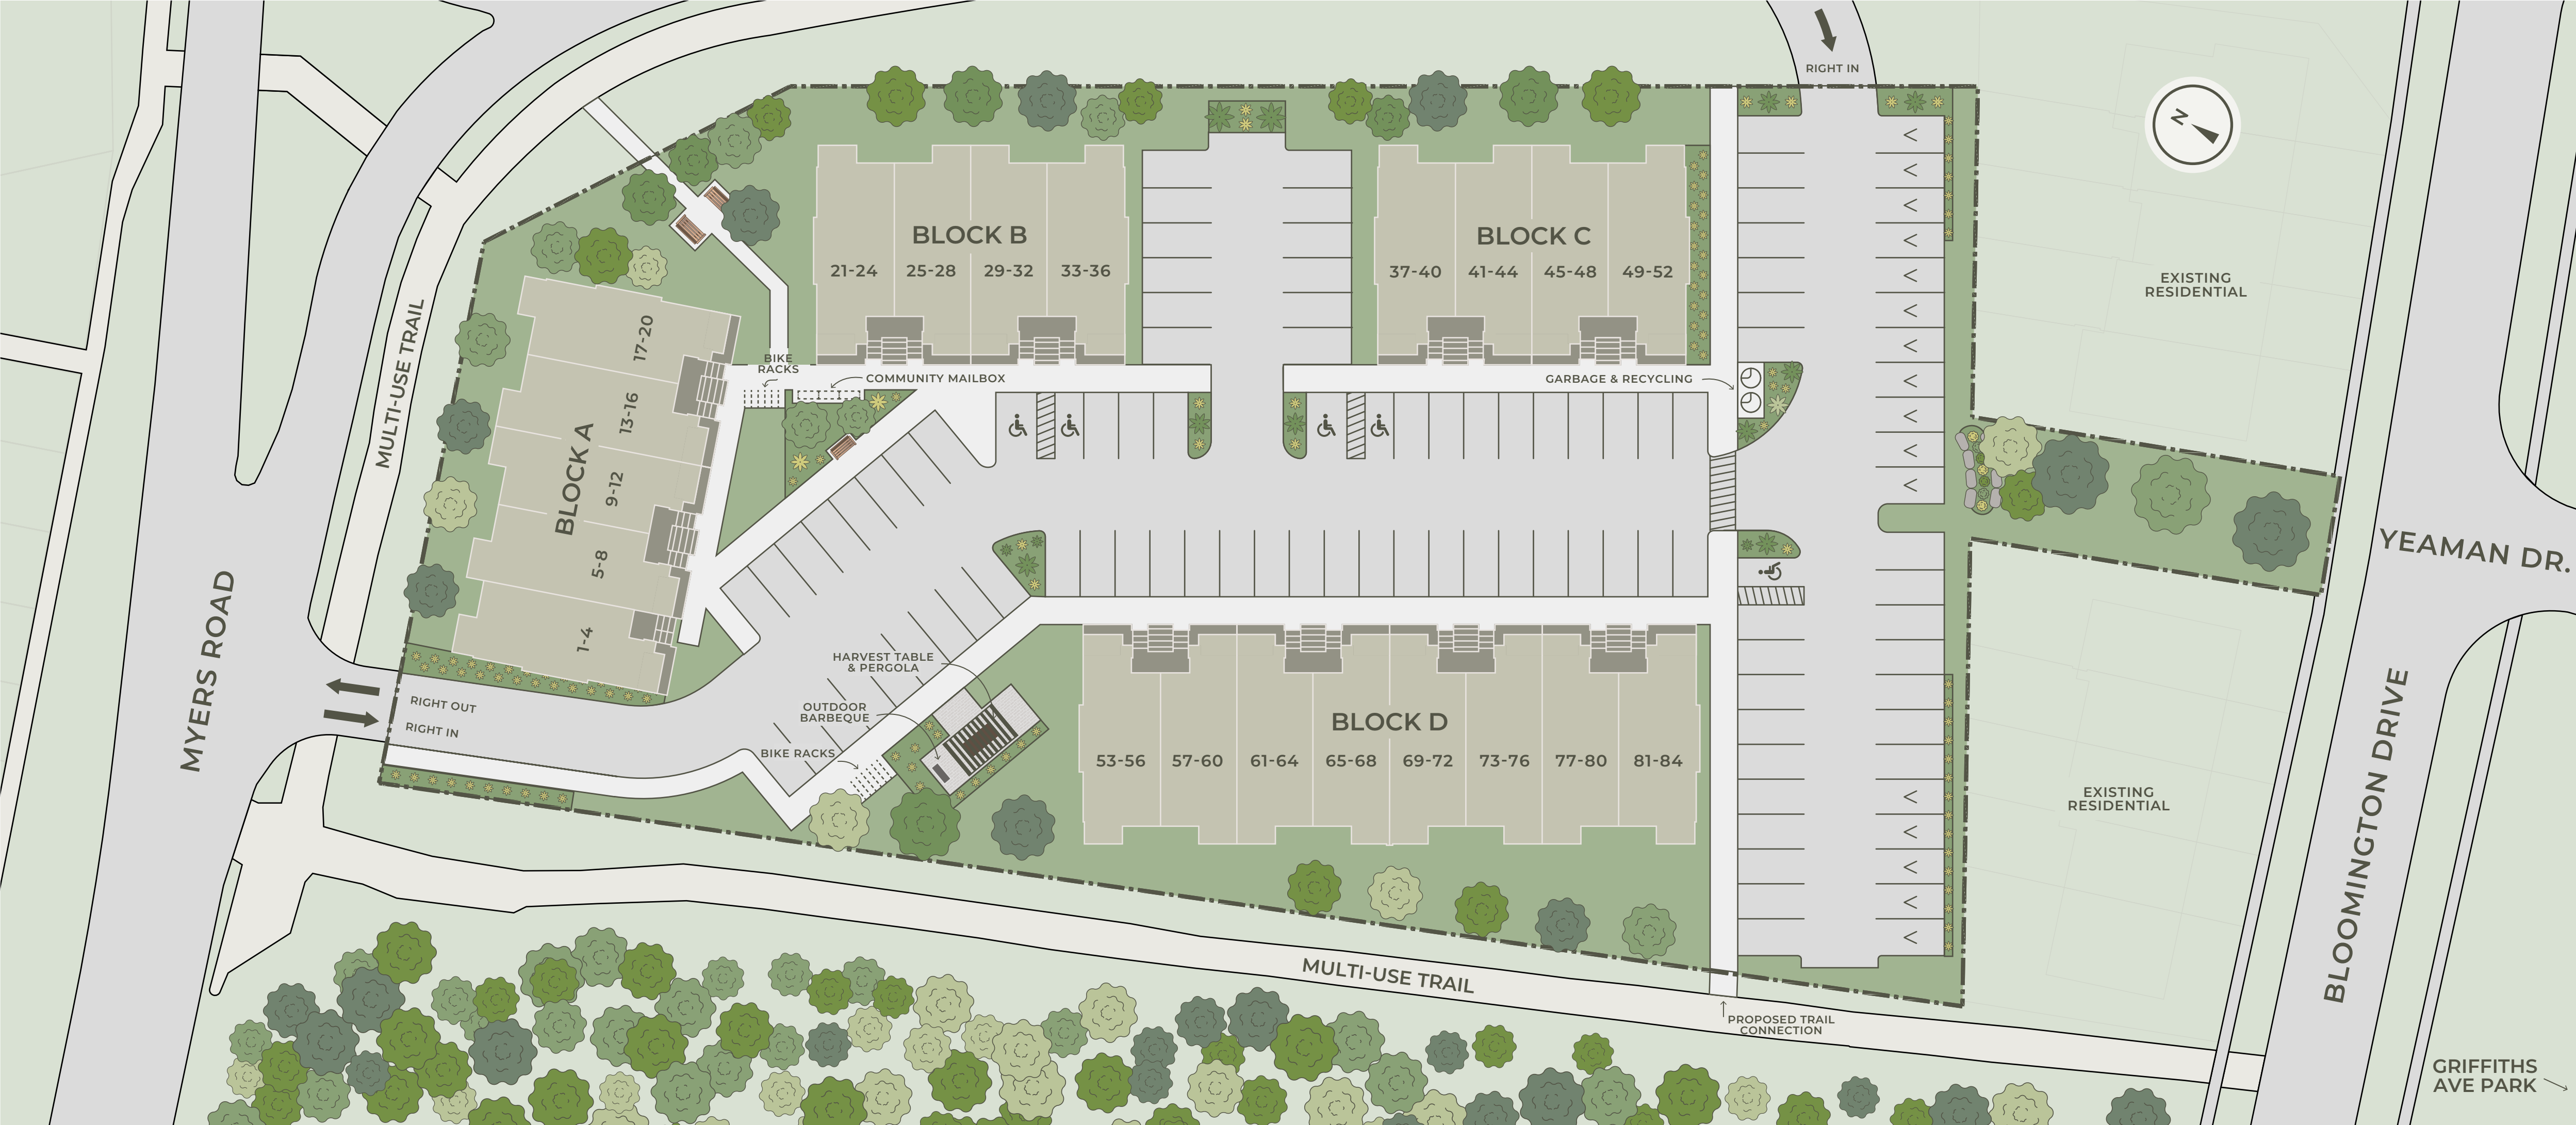 RIGHT IN
N
BLOCK B
21-24
25-28
29-32
33-36
BLOCK C
37-40
41-44
45-48
49-52
EXISTING
RESIDENTIAL
MULTI-USE TRAIL
BLOCK A
17-20
13-16
9-12
5-8
1-4
BIKE
RACKS
COMMUNITY MAILBOX
GARBAGE & RECYCLING
YEAMAN DR.
MYERS ROAD
RIGHT OUT
RIGHT IN
HARVEST TABLE
& PERGOLA
OUTDOOR
BARBEQUE
BIKE RACKS
BLOCK D
53-56
57-60
61-64
65-68
69-72
73-76
77-80
81-84
EXISTING
RESIDENTIAL
BLOOMINGTON DRIVE
MULTI-USE TRAIL
PROPOSED TRAIL
CONNECTION
GRIFFITHS
AVE PARK